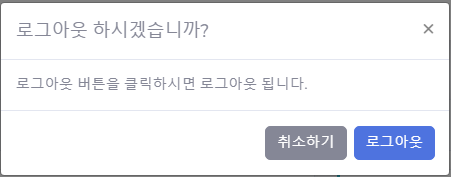 로그아웃 하시겠습니까?
×
로그아웃 버튼을 클릭하시면 로그아웃 됩니다.
취소하기 로그아웃